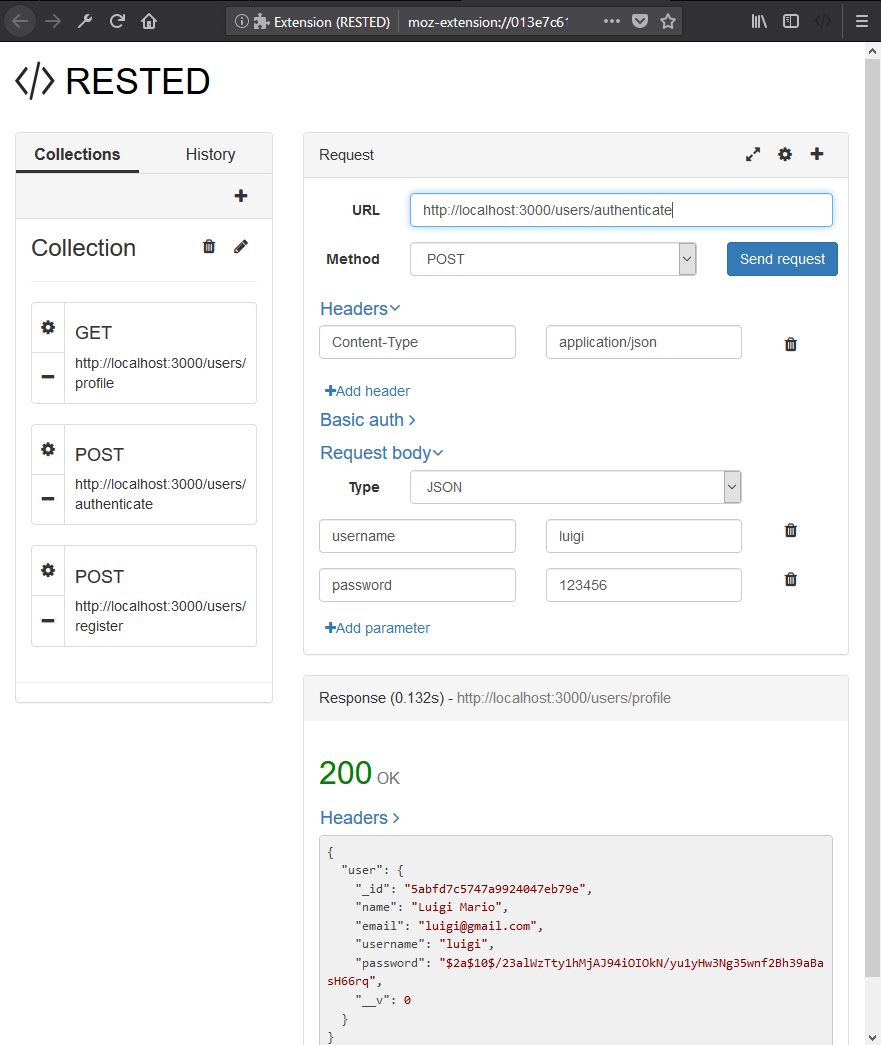 Extension (RESTED)
moz-extension://013e7c61
</> RESTED
Collections
History
Collection
GET
http://localhost:3000/users/
profile
POST
http://localhost:3000/users/
authenticate
POST
http://localhost:3000/users/
register
Request
URL
http://localhost:3000/users/authenticate
Method
POST
Send request
Headers
Content-Type
application/json
Add header
Basic auth
Request body
Type
JSON
username
luigi
password
123456
Add parameter
Response (0.132s) - http://localhost:3000/users/profile
200 OK
Headers
{
"user": {
"_id": "5abfd7c5747a9924047eb79e",
"name": "Luigi Mario",
"email": "luigi@gmail.com",
"username": "luigi",
"password": "$2a$10$/23alWzTty1hMjAJ94iOIOkN/yu1yHw3Ng35wnf2Bh39aBa
sH66rq",
"__v": 0
}
}